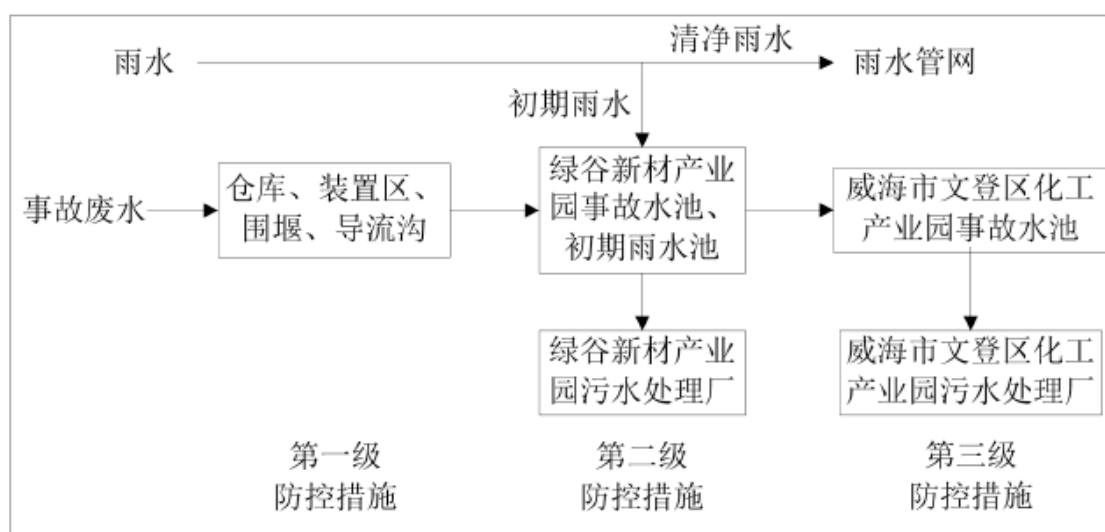 清净雨水
雨水
雨水管网
初期雨水
事故废水
仓库、装置区、
围堰、导流沟
绿谷新材产业
园事故水池、
初期雨水池
威海市文登区化工
产业园事故水池
绿谷新材产业
园污水处理厂
威海市文登区化工
产业园污水处理厂
第一级
防控措施
第二级
防控措施
第三级
防控措施